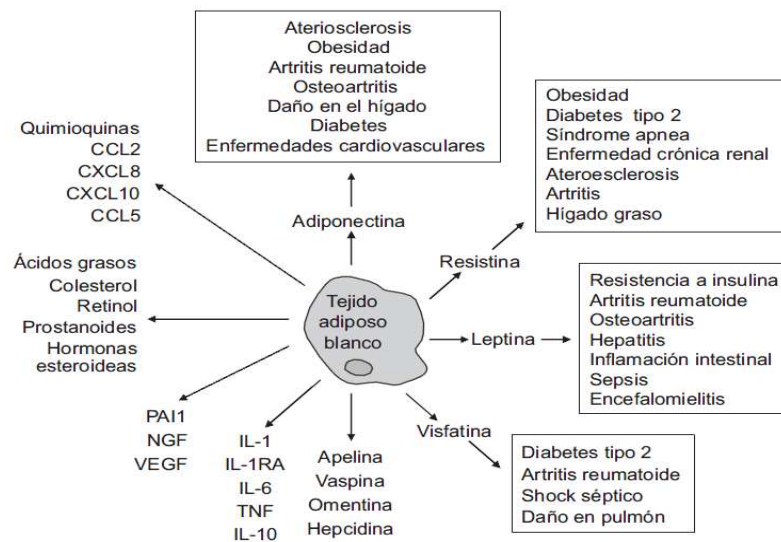 Ateriosclerosis
Obesidad
Artritis reumatoide
Osteoartritis
Daño en el hígado
Diabetes
Enfermedades cardiovasculares
Obesidad
Diabetes tipo 2
Síndrome apnea
Enfermedad crónica renal
Ateroesclerosis
Artritis
Hígado graso
Quimioquinas
CCL2
CXCL8
CXCL10
CCL5
Adiponectina
Resistina
Ácidos grasos
Colesterol
Retinol
Prostanoides
Hormonas
esteroideas
Tejido
adiposo
blanco
Leptina
Resistencia a insulina
Artritis reumatoide
Osteoartritis
Hepatitis
Inflamación intestinal
Sepsis
Encefalomielitis
PAI1
NGF
VEGF
IL-1
IL-1RA
IL-6
TNF
IL-10
Apelina
Vaspina
Omentina
Hepcidina
Visfatina
Diabetes tipo 2
Artritis reumatoide
Shock séptico
Daño en pulmón